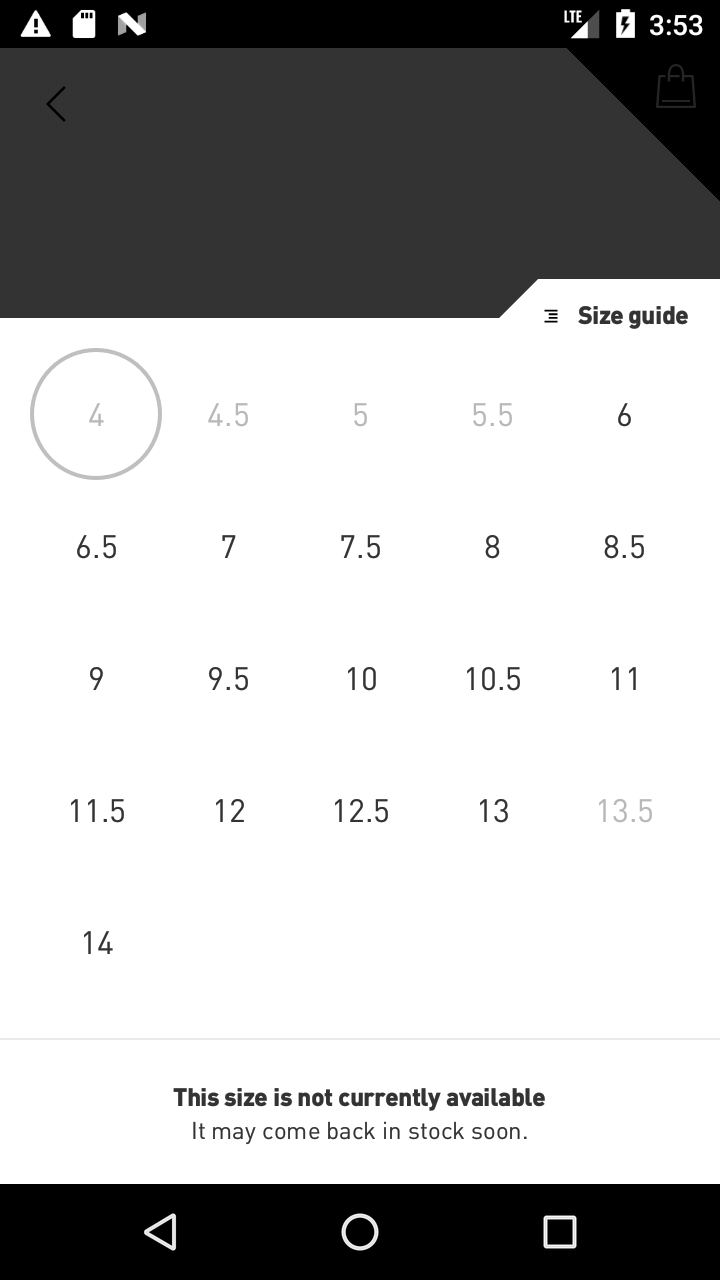 LTE 3:53
Size guide
4 4.5 5 5.5 6
6.5 7 7.5 8 8.5
9 9.5 10 10.5 11
11.5 12 12.5 13 13.5
14
This size is not currently available
It may come back in stock soon.